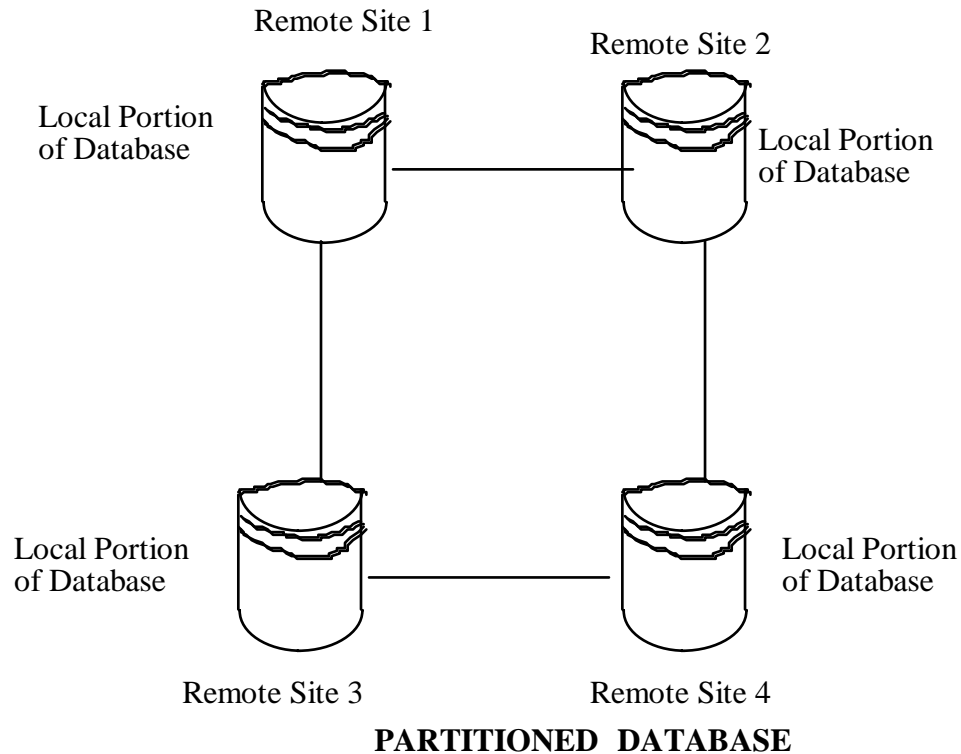 Remote Site 1
Remote Site 2
Local Portion
of Database
Local Portion
of Database
Local Portion
of Database
Local Portion
of Database
Remote Site 3
Remote Site 4
PARTITIONED DATABASE